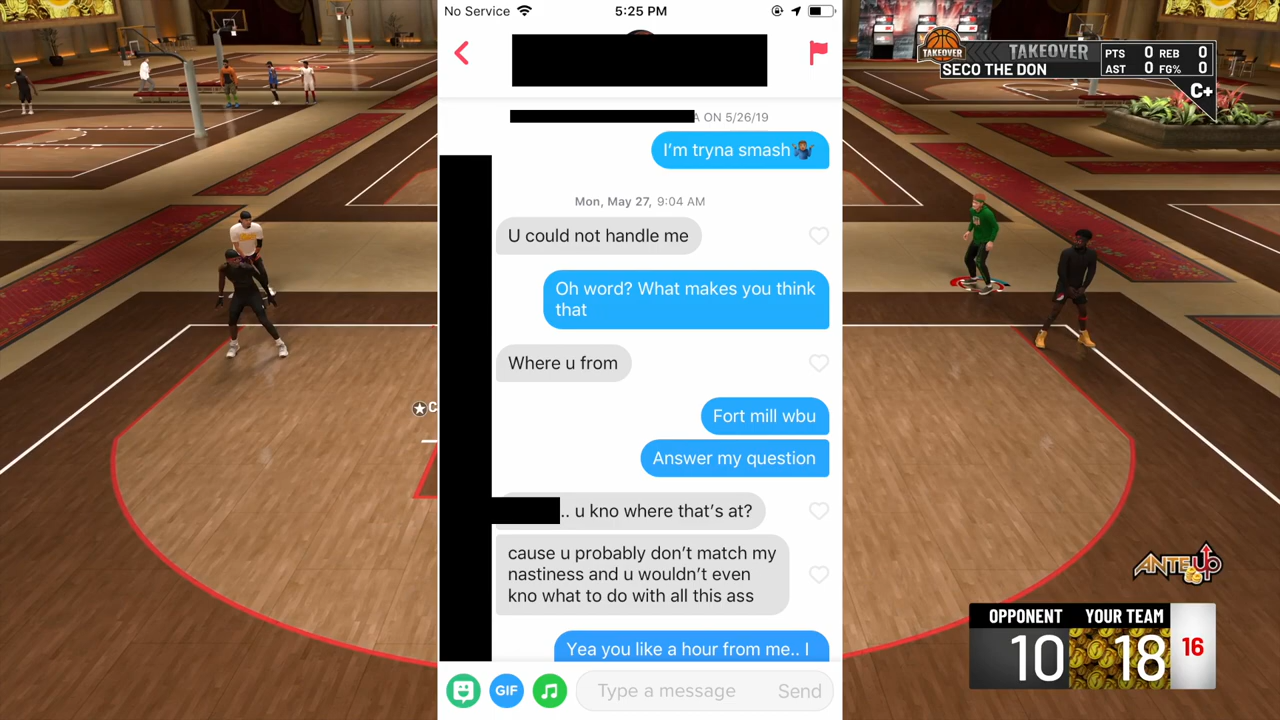 No Service
5:25 PM
A ON 5/26/19
I'm tryna smash🤷🏾‍♂️
Mon, May 27, 9:04 AM
U could not handle me
Oh word? What makes you think
that
Where u from
Fort mill wbu
Answer my question
.. u kno where that's at?
cause u probably don't match my
nastiness and u wouldn't even
kno what to do with all this ass
Yea you like a hour from me.. I
GIF
Type a message
Send
TAKEOVER
TAKEOVER
PTS 0 REB 0
SECO THE DON
AST 0 FG% 0
C+
C
ANTE UP
OPPONENT
YOUR TEAM
10
18
16